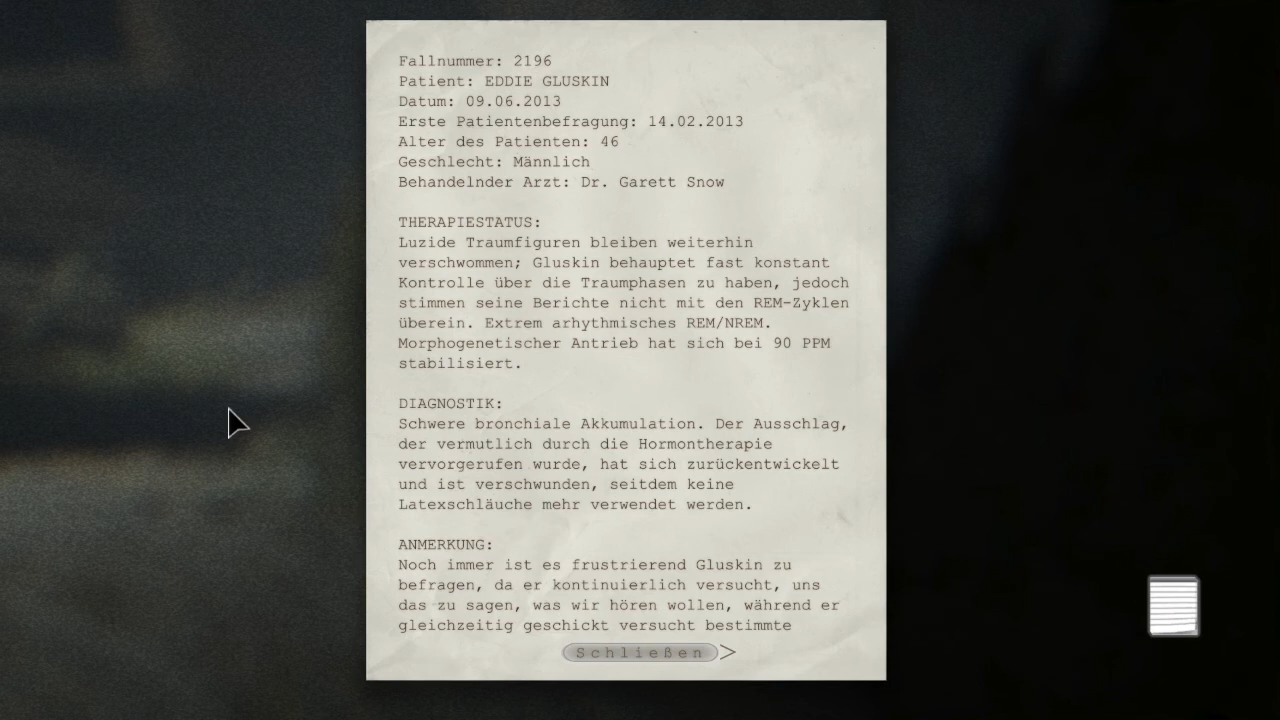 Fallnummer: 2196
Patient: EDDIE GLUSKIN
Datum: 09.06.2013
Erste Patientenbefragung: 14.02.2013
Alter des Patienten: 46
Geschlecht: Männlich
Behandelnder Arzt: Dr. Garett Snow
THERAPIESTATUS:
Luzide Traumfiguren bleiben weiterhin
verschwommen; Gluskin behauptet fast konstant
Kontrolle über die Traumphasen zu haben, jedoch
stimmen seine Berichte nicht mit den REM-Zyklen
überein. Extrem arhythmisches REM/NREM.
Morphogenetischer Antrieb hat sich bei 90 PPM
stabilisiert.
DIAGNOSTIK:
Schwere bronchiale Akkumulation. Der Ausschlag,
der vermutlich durch die Hormontherapie
vervorgerufen wurde, hat sich zurückentwickelt
und ist verschwunden, seitdem keine
Latexschläuche mehr verwendet werden.
ANMERKUNG:
Noch immer ist es frustrierend Gluskin zu
befragen, da er kontinuierlich versucht, uns
das zu sagen, was wir hören wollen, während er
gleichzeitig geschickt versucht bestimmte
Schließen >